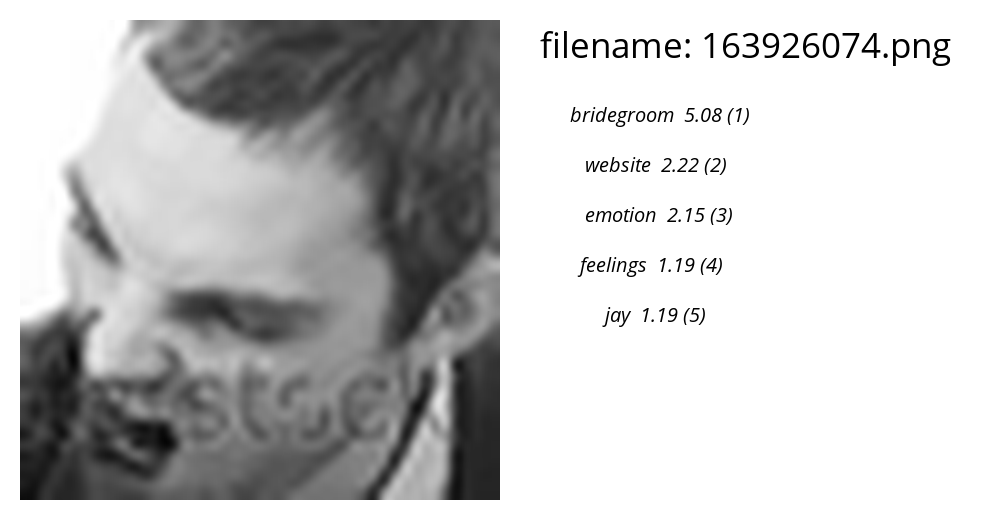 filename: 163926074.png
bridegroom 5.08 (1)
website 2.22 (2)
emotion 2.15 (3)
feelings 1.19 (4)
jay 1.19 (5)
stock